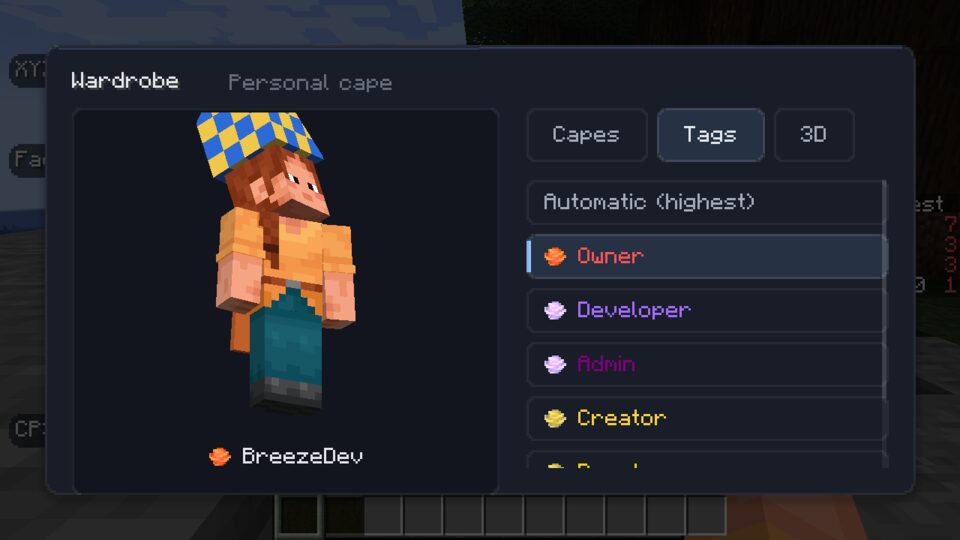 Wardrobe
Personal cape
Capes
Tags
3D
Automatic (highest)
Owner
Developer
Admin
Creator
BreezeDev